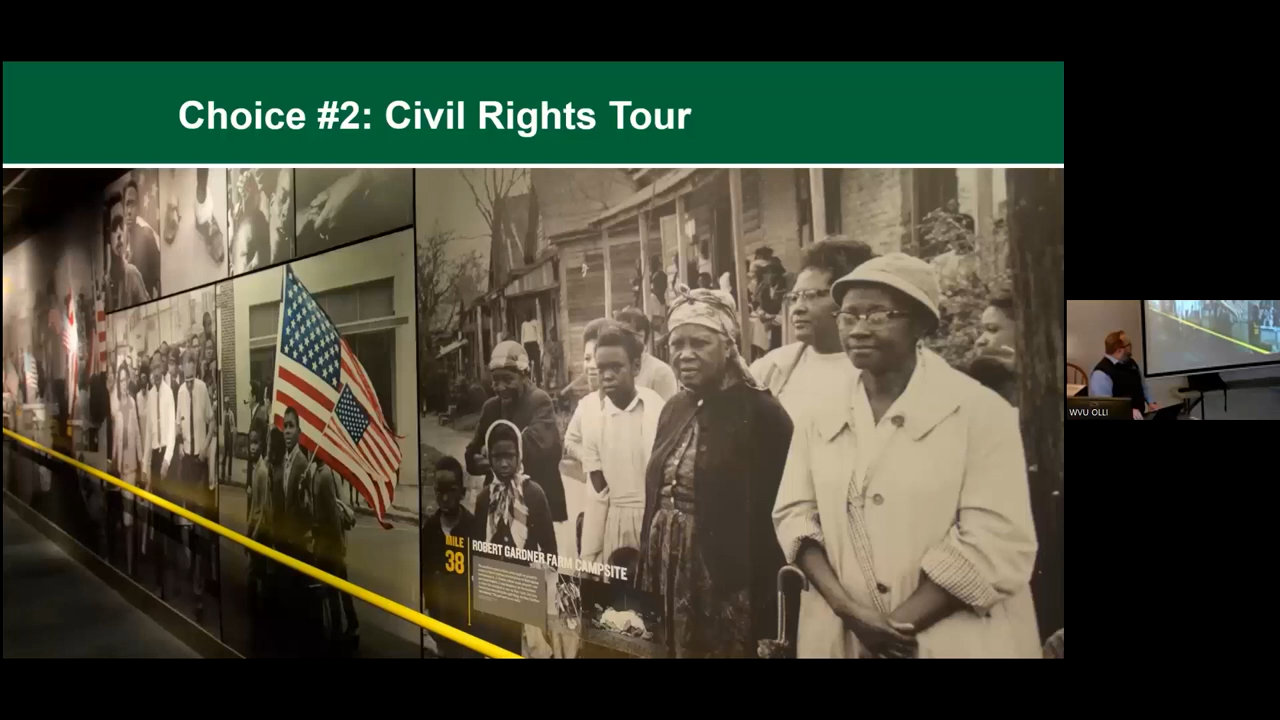 Choice #2: Civil Rights Tour
MILE
38
ROBERT GARDNER FARM CAMPSITE
WVU OLLI